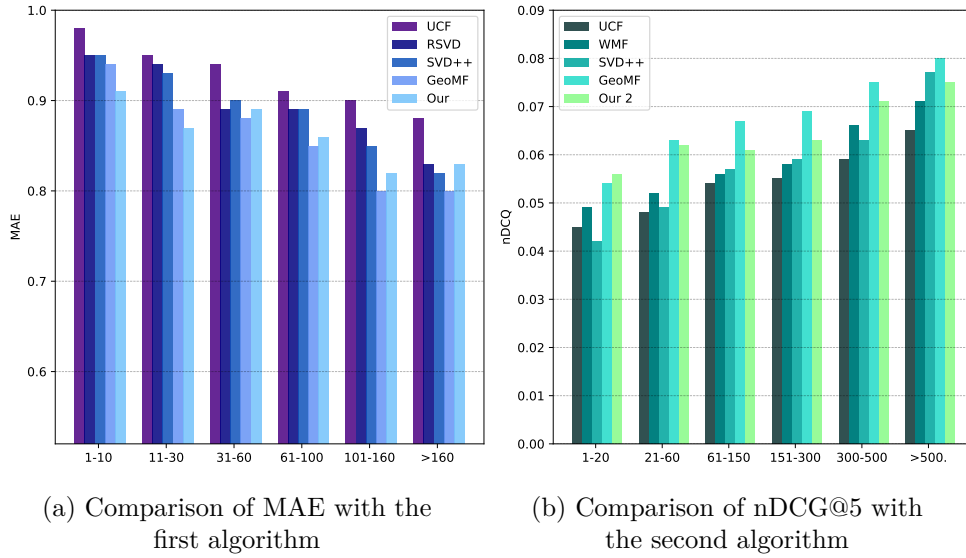 1.0
0.9
0.8
0.7
0.6
MAE
UCF
RSVD
SVD++
GeoMF
Our
1-10
11-30
31-60
61-100
101-160
>160
(a) Comparison of MAE with the
first algorithm
0.09
0.08
0.07
0.06
0.05
0.04
0.03
0.02
0.01
0.00
nDCQ
UCF
WMF
SVD++
GeoMF
Our 2
1-20
21-60
61-150
151-300
300-500
>500.
(b) Comparison of nDCG@5 with
the second algorithm